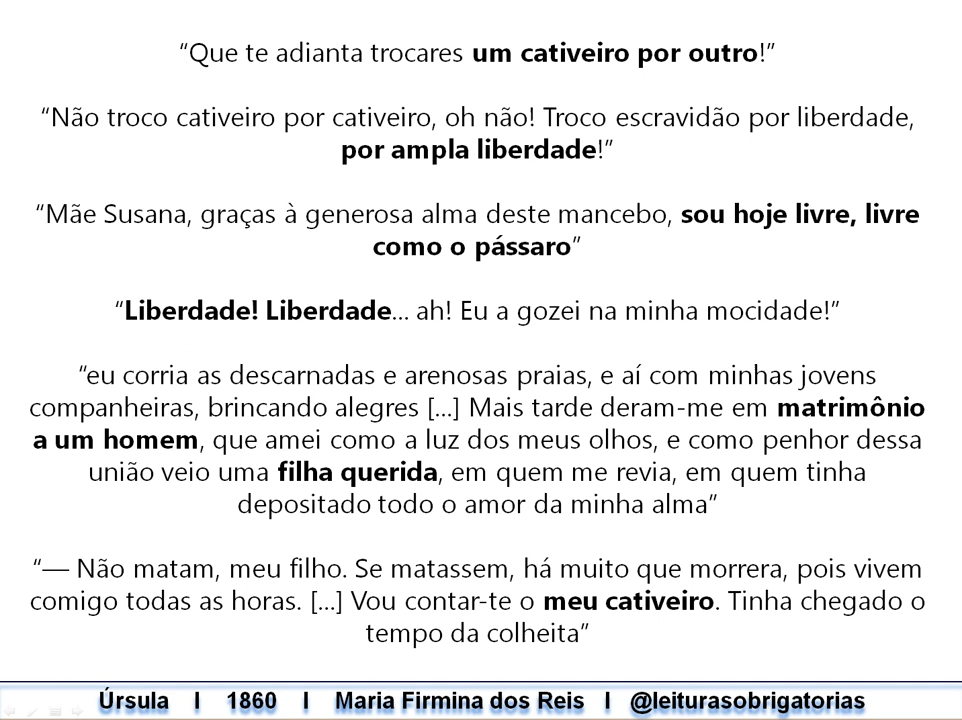 “Que te adianta trocares um cativeiro por outro!”
“Não troco cativeiro por cativeiro, oh não! Troco escravidão por liberdade,
por ampla liberdade!”
“Mãe Susana, graças à generosa alma deste mancebo, sou hoje livre, livre
como o pássaro”
“Liberdade! Liberdade... ah! Eu a gozei na minha mocidade!”
“eu corria as descarnadas e arenosas praias, e aí com minhas jovens
companheiras, brincando alegres [...] Mais tarde deram-me em matrimônio
a um homem, que amei como a luz dos meus olhos, e como penhor dessa
união veio uma filha querida, em quem me revia, em quem tinha
depositado todo o amor da minha alma”
“— Não matam, meu filho. Se matassem, há muito que morrera, pois vivem
comigo todas as horas. [...] Vou contar-te o meu cativeiro. Tinha chegado o
tempo da colheita”
Úrsula I 1860 I Maria Firmina dos Reis I @leiturasobrigatorias